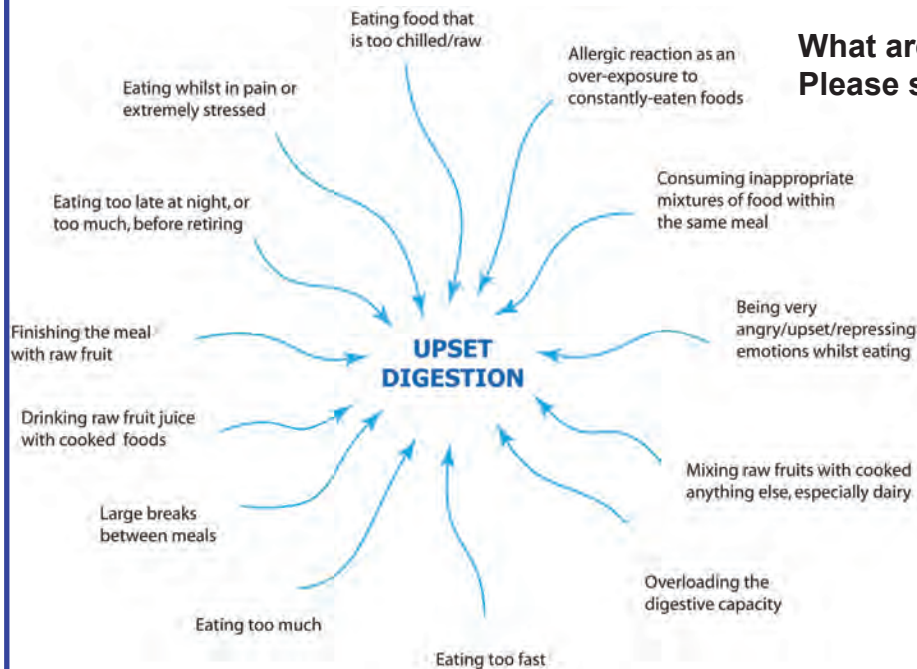 Eating food that
is too chilled/raw
Allergic reaction as an
over-exposure to
constantly-eaten foods
What
Please
Eating whilst in pain or
extremely stressed
Consuming inappropriate
mixtures of food within
the same meal
Eating too late at night, or
too much, before retiring
Being very
angry/upset/repressing
emotions whilst eating
Finishing the meal
with raw fruit
UPSET
DIGESTION
Drinking raw fruit juice
with cooked foods
Mixing raw fruits with cooked
anything else, especially dairy
Large breaks
between meals
Overloading the
digestive capacity
Eating too much
Eating too fast